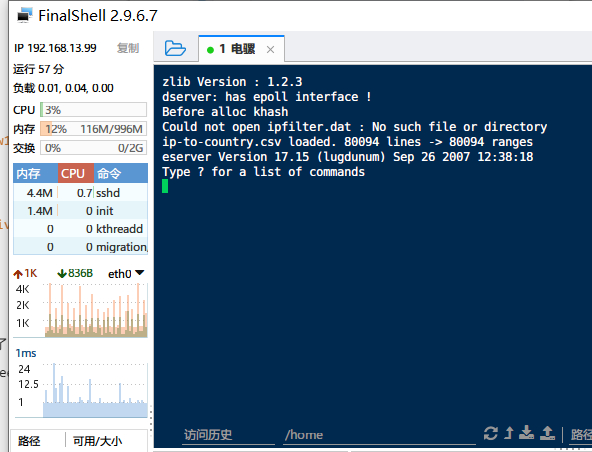 FinalShell 2.9.6.7
IP 192.168.13.99 复制
运行 57 分
负载 0.01, 0.04, 0.00
CPU 3%
内存 12% 116M/996M
交换 0% 0/2G
内存 CPU 命令
4.4M 0.7 sshd
1.4M 0 init
0 0 kthreadd
0 0 migration
1K 836B eth0
4K
2K
1K
1ms
24
12.5
1
路径 可用/大小
1 电骡
zlib Version : 1.2.3
dserver: has epoll interface !
Before alloc khash
Could not open ipfilter.dat : No such file or directory
ip-to-country.csv loaded. 80094 lines -> 80094 ranges
eserver Version 17.15 (lugdunum) Sep 26 2007 12:38:18
Type ? for a list of commands
访问历史 /home 路径